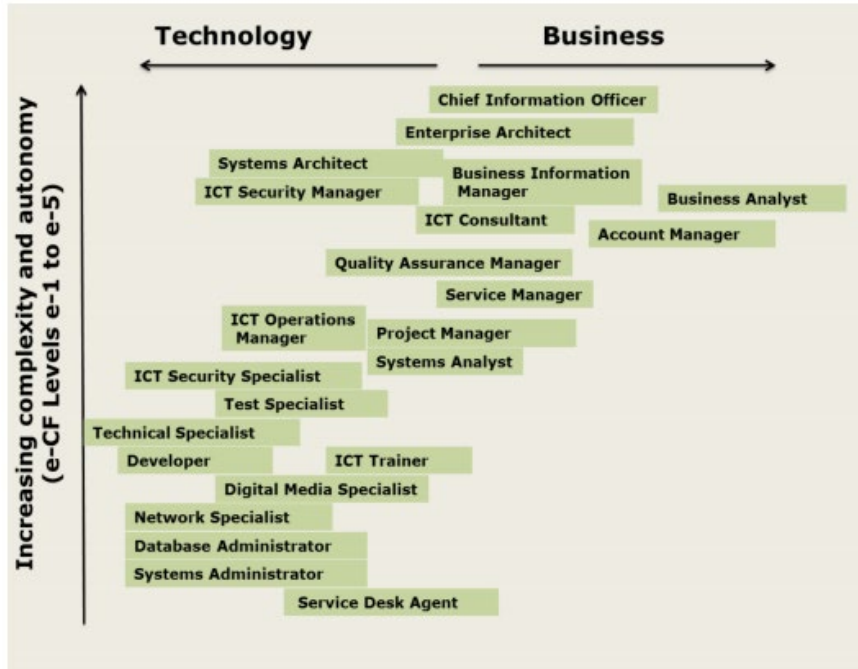 Technology
Business
Increasing complexity and autonomy
(e-CF Levels e-1 to e-5)
Chief Information Officer
Enterprise Architect
Systems Architect
Business Information
Manager
ICT Security Manager
Business Analyst
ICT Consultant
Account Manager
Quality Assurance Manager
Service Manager
ICT Operations
Manager
Project Manager
Systems Analyst
ICT Security Specialist
Test Specialist
Technical Specialist
Developer
ICT Trainer
Digital Media Specialist
Network Specialist
Database Administrator
Systems Administrator
Service Desk Agent